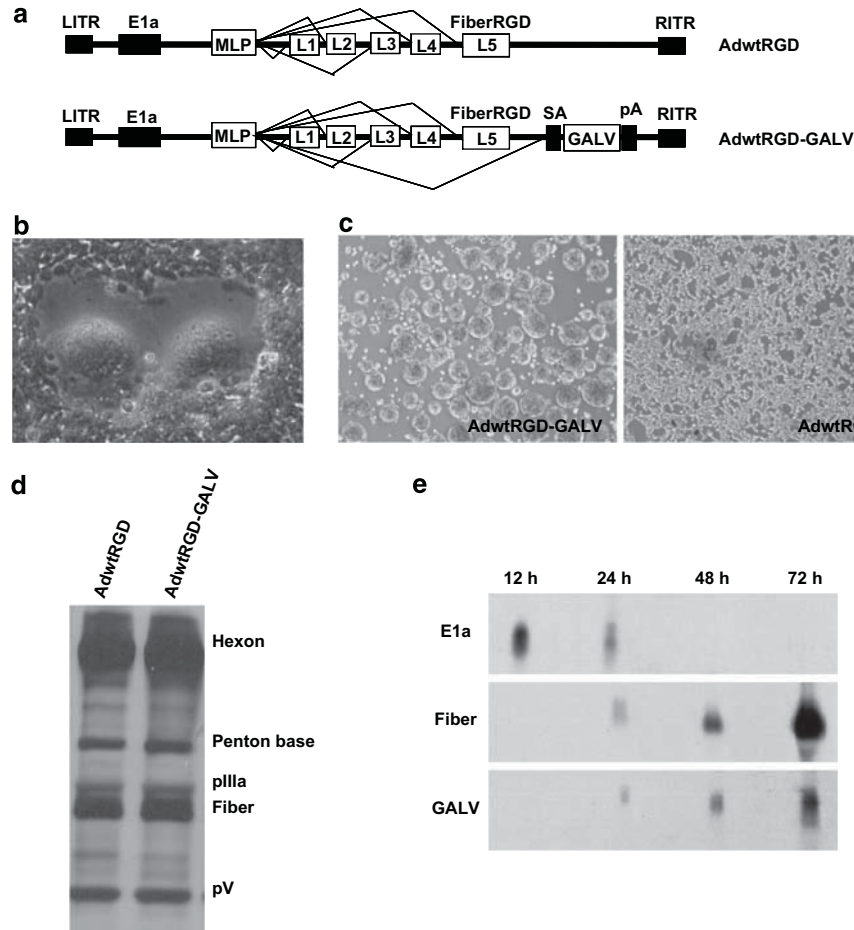 a
LITR E1a MLP L1 L2 L3 L4 FiberRGD L5 RITR AdwtRGD
LITR E1a MLP L1 L2 L3 L4 FiberRGD L5 SA GALV pA RITR AdwtRGD-GALV
b
c
AdwtRGD-GALV
d
AdwtRGD
AdwtRGD-GALV
Hexon
Penton base
pIIIa
Fiber
pV
e
12 h 24 h 48 h 72 h
E1a
Fiber
GALV